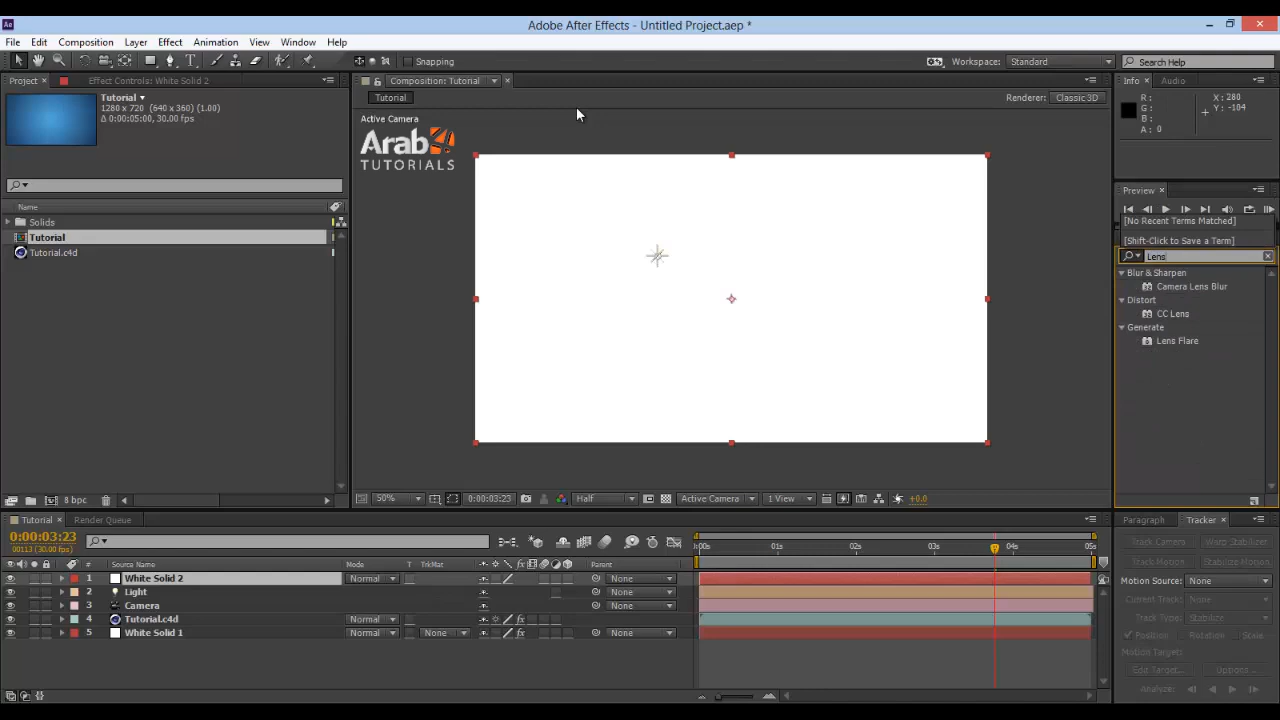 Adobe After Effects - Untitled Project.aep *
File Edit Composition Layer Effect Animation View Window Help
Snapping
Workspace: Standard
Search Help
Project
Effect Controls: White Solid 2
Composition: Tutorial
Info
Audio
Tutorial
1280 x 720 (640 x 360) (1.00)
Δ 0:00:05:00, 30.00 fps
Tutorial
Renderer: Classic 3D
R:
G:
B:
A: 0
X: 280
Y: -104
Active Camera
Arab4
TUTORIALS
Preview
[No Recent Terms Matched]
[Shift-Click to Save a Term]
Lens
Blur & Sharpen
Camera Lens Blur
Distort
CC Lens
Generate
Lens Flare
Name
Solids
Tutorial
Tutorial.c4d
8 bpc
50%
0:00:03:23
Half
Active Camera
1 View
+0.0
Tutorial
Render Queue
0:00:03:23
00113 (30.00 fps)
Source Name
Mode
T
TrkMat
Parent
1 White Solid 2 Normal None
2 Light None
3 Camera None
4 Tutorial.c4d Normal None
5 White Solid 1 Normal None None
:00s 01s 02s 03s 04s 05s
Paragraph
Tracker
Track Camera
Warp Stabilizer
Track Motion
Stabilize Motion
Motion Source: None
Current Track: None
Track Type: Stabilize
Position Rotation Scale
Motion Target:
Edit Target...
Options...
Analyze: